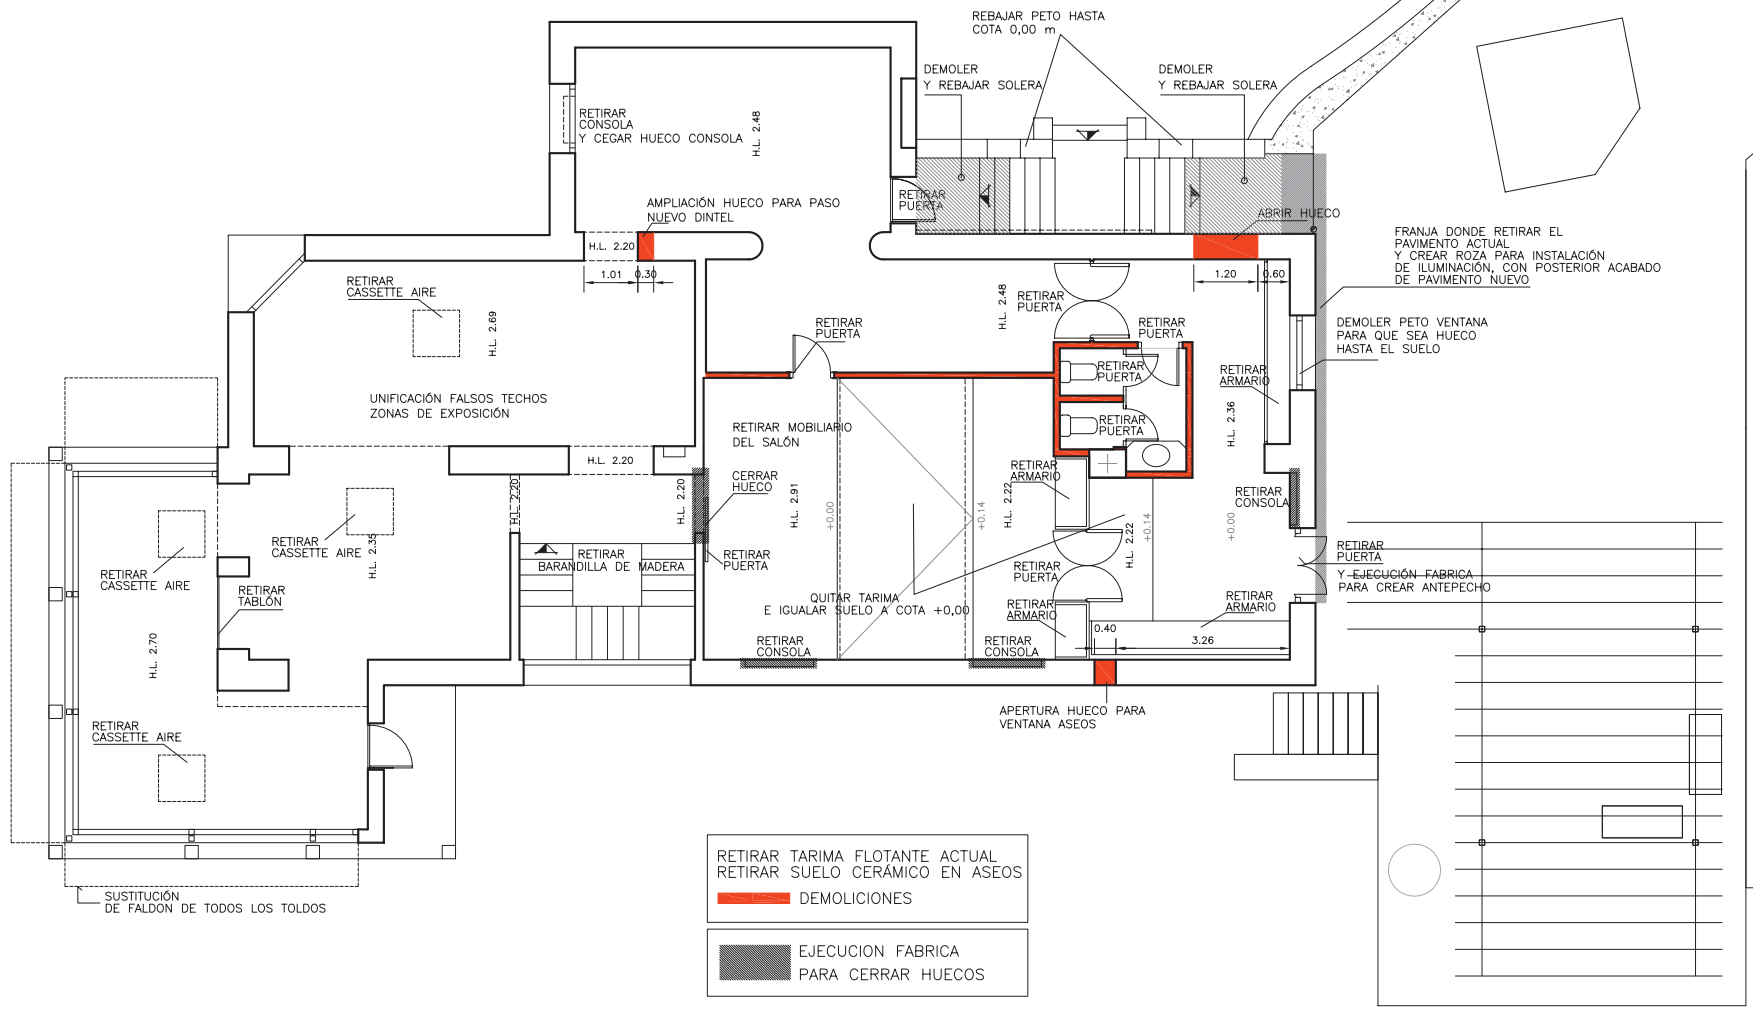 REBAJAR PETO HASTA
COTA 0,00 m
DEMOLER
Y REBAJAR SOLERA
DEMOLER
Y REBAJAR SOLERA
RETIRAR
CONSOLA
Y CEGAR HUECO CONSOLA
H.L. 2.48
RETIRAR
PUERTA
AMPLIACIÓN HUECO PARA PASO
NUEVO DINTEL
ABRIR HUECO
H.L. 2.20
1.01
0.30
1.20
0.60
FRANJA DONDE RETIRAR EL
PAVIMENTO ACTUAL
Y CREAR ROZA PARA INSTALACIÓN
DE ILUMINACIÓN, CON POSTERIOR ACABADO
DE PAVIMENTO NUEVO
RETIRAR
CASSETTE AIRE
H.L. 2.69
RETIRAR
PUERTA
H.L. 2.48
RETIRAR
PUERTA
RETIRAR
PUERTA
DEMOLER PETO VENTANA
PARA QUE SEA HUECO
HASTA EL SUELO
RETIRAR
PUERTA
RETIRAR
ARMARIO
UNIFICACIÓN FALSOS TECHOS
ZONAS DE EXPOSICIÓN
RETIRAR MOBILIARIO
DEL SALÓN
RETIRAR
PUERTA
H.L. 2.36
H.L. 2.20
CERRAR
HUECO
RETIRAR
ARMARIO
RETIRAR
CONSOLA
H.L. 2.20
H.L. 2.20
H.L. 2.91
+0.00
+0.14
H.L. 2.22
H.L. 2.22
+0.14
+0.00
RETIRAR
CASSETTE AIRE
H.L. 2.35
RETIRAR
CASSETTE AIRE
RETIRAR
BARANDILLA DE MADERA
RETIRAR
PUERTA
RETIRAR
PUERTA
RETIRAR
PUERTA
Y EJECUCIÓN FABRICA
PARA CREAR ANTEPECHO
RETIRAR
TABLÓN
QUITAR TARIMA
E IGUALAR SUELO A COTA +0,00
RETIRAR
ARMARIO
RETIRAR
ARMARIO
0.40
3.26
H.L. 2.70
RETIRAR
CONSOLA
RETIRAR
CONSOLA
APERTURA HUECO PARA
VENTANA ASEOS
RETIRAR
CASSETTE AIRE
SUSTITUCIÓN
DE FALDON DE TODOS LOS TOLDOS
RETIRAR TARIMA FLOTANTE ACTUAL
RETIRAR SUELO CERÁMICO EN ASEOS
DEMOLICIONES
EJECUCION FABRICA
PARA CERRAR HUECOS